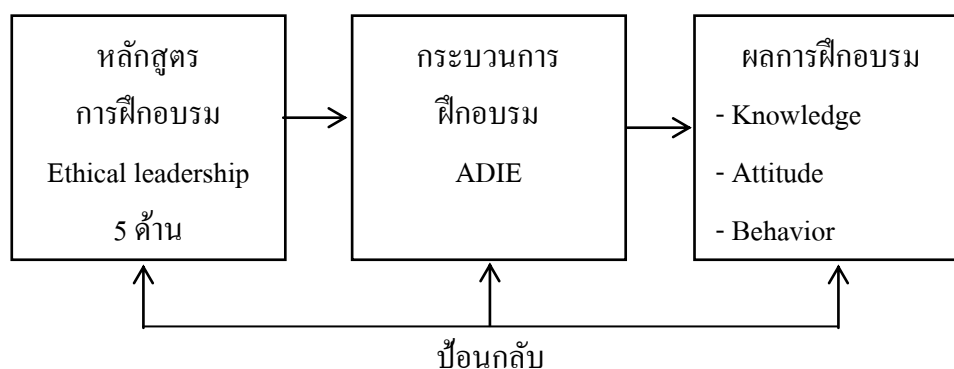 หลักสูตร
การฝึกอบรม
Ethical leadership
5 ด้าน
กระบวนการ
ฝึกอบรม
ADIE
ผลการฝึกอบรม
- Knowledge
- Attitude
- Behavior
ป้อนกลับ